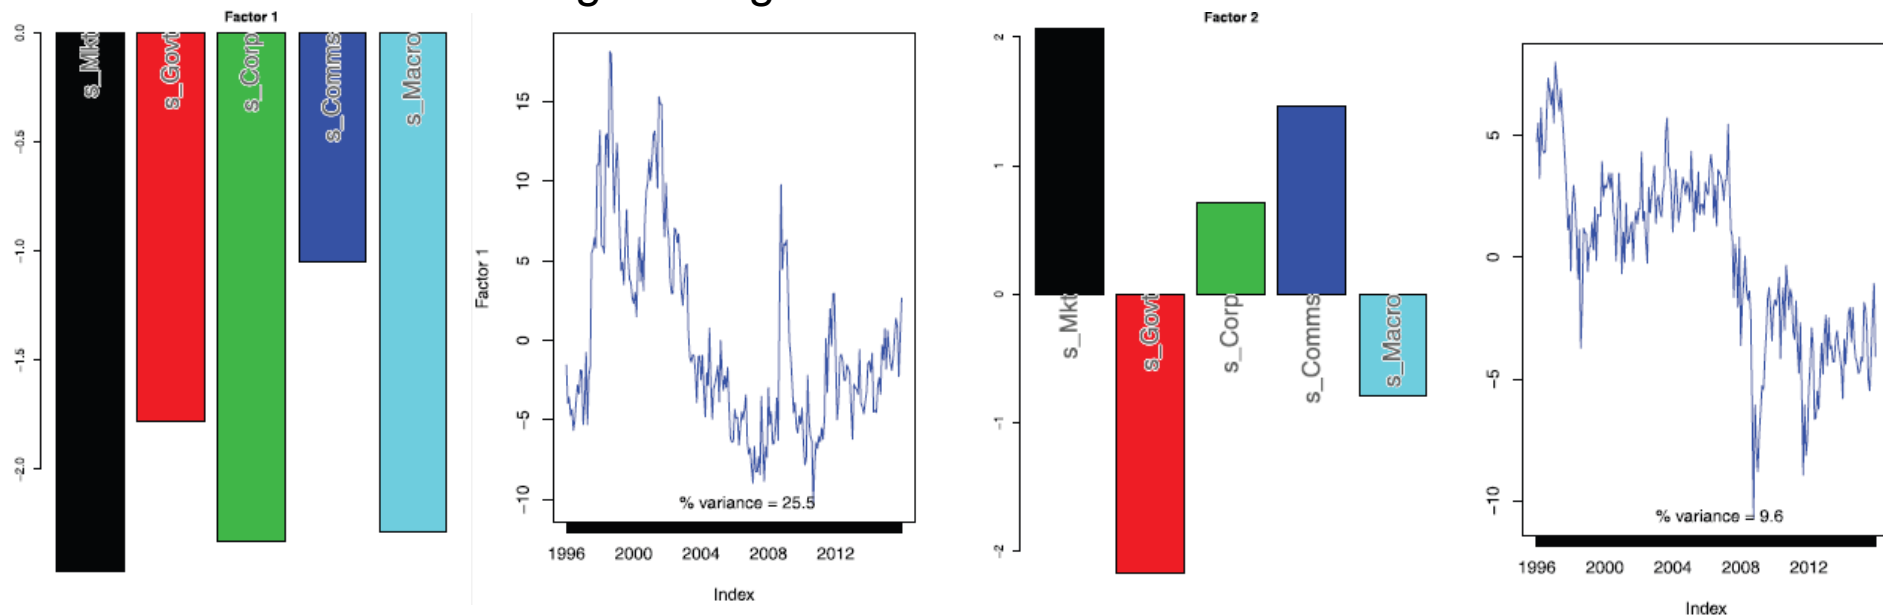 Factor 1
0.0
-0.5
-1.0
-1.5
-2.0
s_Mkt
s_Govt
s_Corp
s_Comms
s_Macro
Factor 1
15
10
5
0
-5
-10
% variance = 25.5
1996 2000 2004 2008 2012
Index
Factor 2
2
1
0
-1
-2
s_Mkt
s_Govt
s_Corp
s_Comms
s_Macro
5
0
-5
-10
% variance = 9.6
1996 2000 2004 2008 2012
Index